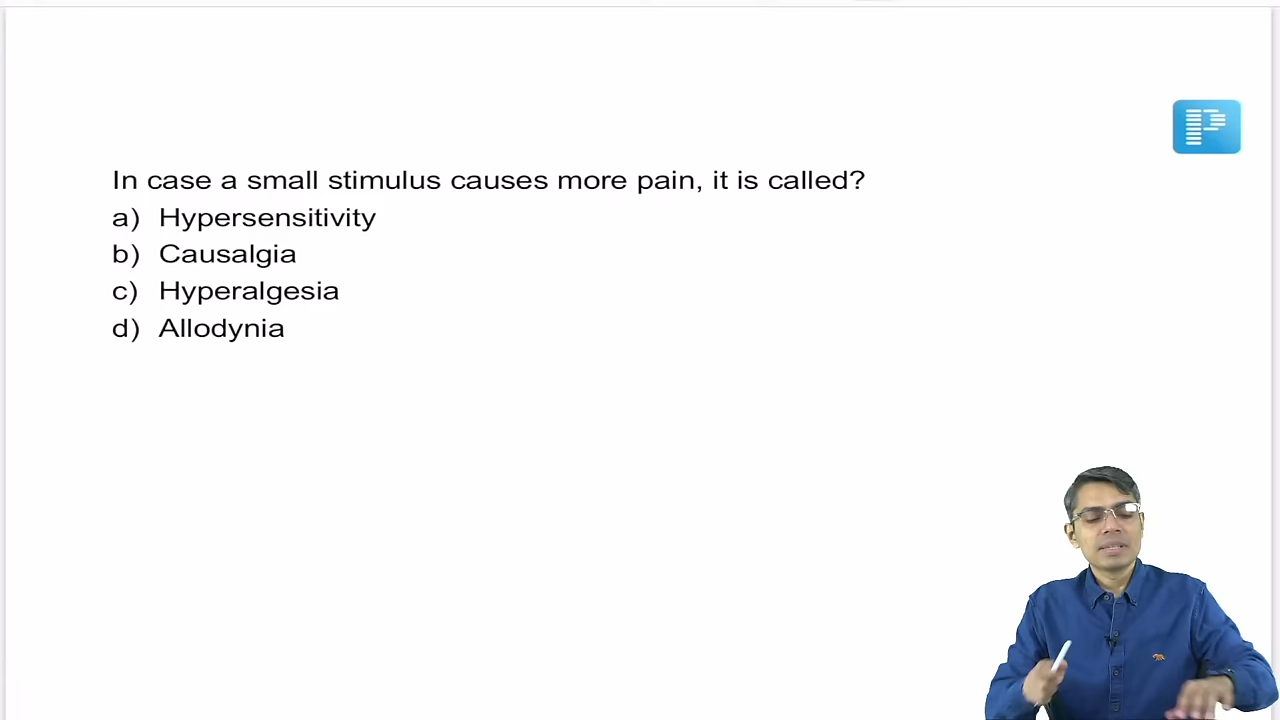 In case a small stimulus causes more pain, it is called?
a) Hypersensitivity
b) Causalgia
c) Hyperalgesia
d) Allodynia